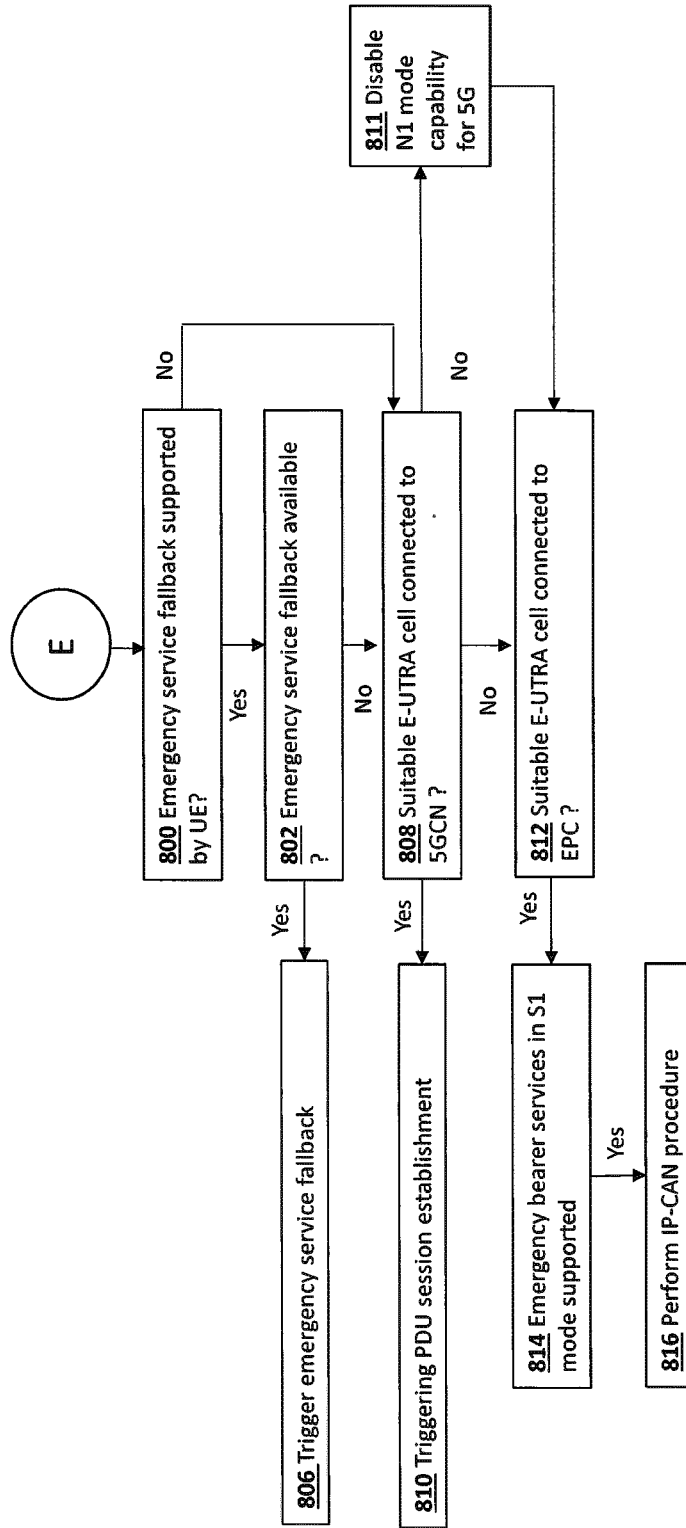 E
800 Emergency service fallback supported
by UE?
No
Yes
802 Emergency service fallback available
?
Yes
806 Trigger emergency service fallback
No
808 Suitable E-UTRA cell connected to
5GCN ?
No
811 Disable
N1 mode
capability
for 5G
Yes
810 Triggering PDU session establishment
No
812 Suitable E-UTRA cell connected to
EPC ?
Yes
814 Emergency bearer services in S1
mode supported
Yes
816 Perform IP-CAN procedure